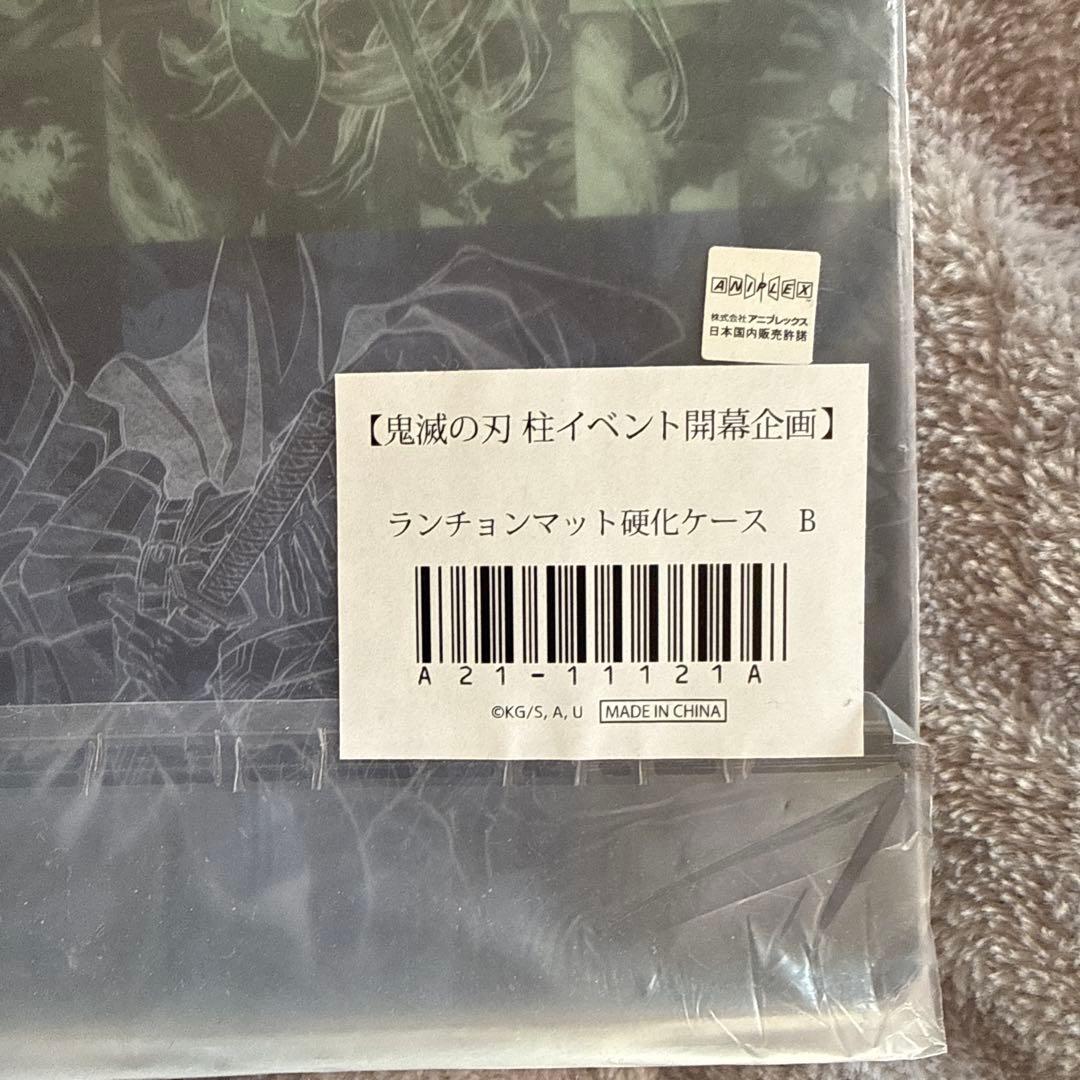 ANIPLEX
株式会社アニプレックス
日本国内販売許諾
【鬼滅の刃 柱イベント開幕企画】
ランチョンマット硬化ケース B
A21-11121A
©KG/S, A, U MADE IN CHINA